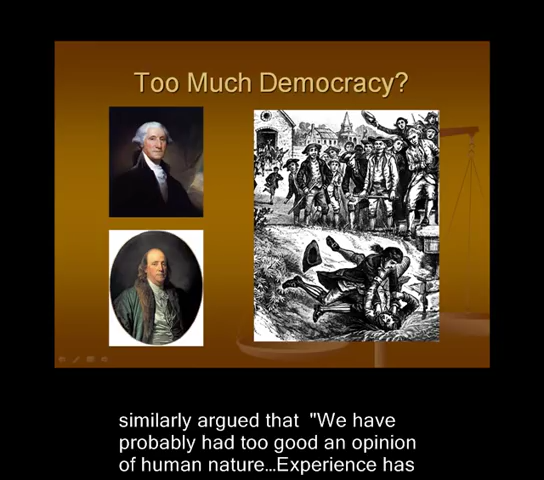 Too Much Democracy?
similarly argued that "We have
probably had too good an opinion
of human nature...Experience has